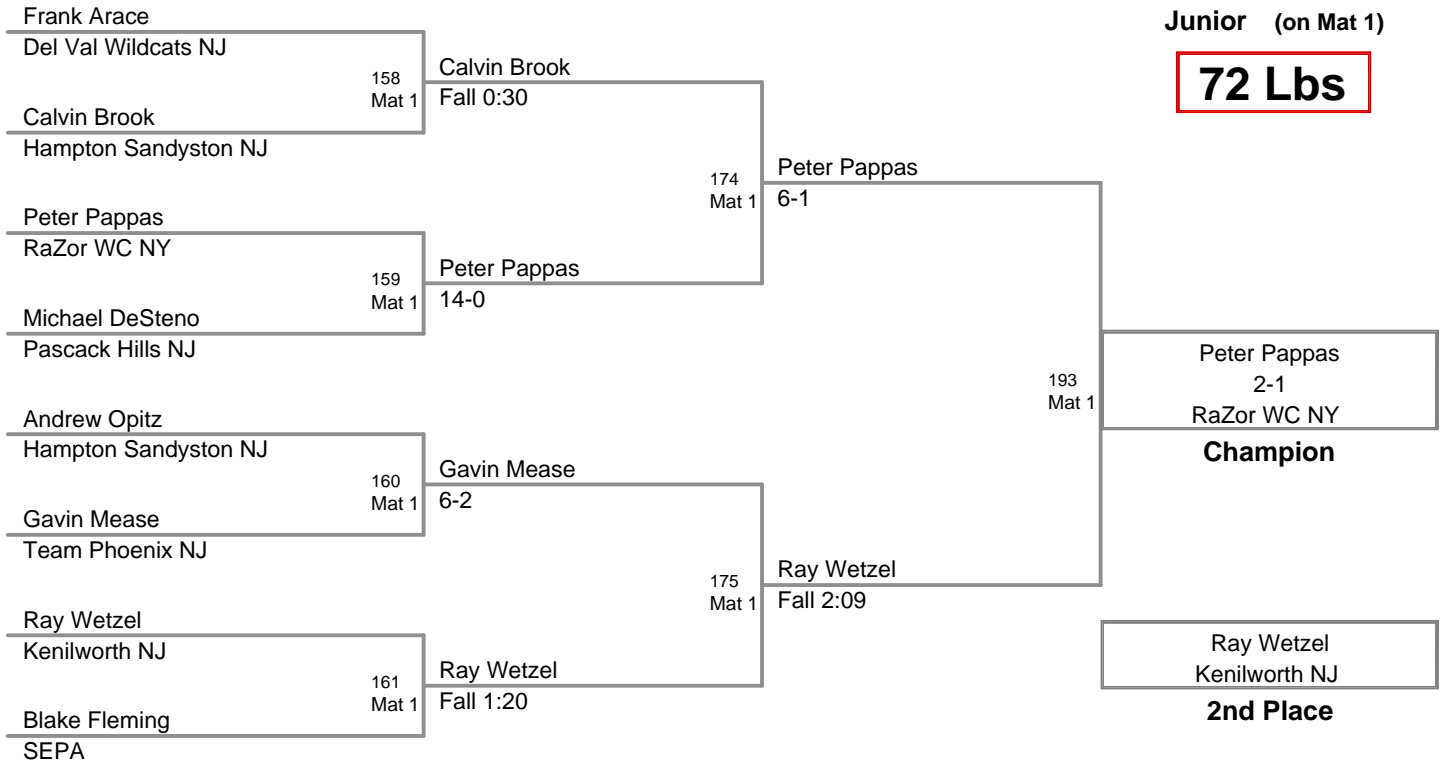 Frank Arace
Del Val Wildcats NJ
158
Mat 1
Calvin Brook
Fall 0:30
Calvin Brook
Hampton Sandyston NJ
174
Mat 1
Peter Pappas
6-1
Peter Pappas
RaZor WC NY
159
Mat 1
Peter Pappas
14-0
Michael DeSteno
Pascack Hills NJ
193
Mat 1
Peter Pappas
2-1
RaZor WC NY
Champion
Andrew Opitz
Hampton Sandyston NJ
160
Mat 1
Gavin Mease
6-2
Gavin Mease
Team Phoenix NJ
175
Mat 1
Ray Wetzel
Fall 2:09
Ray Wetzel
Kenilworth NJ
161
Mat 1
Ray Wetzel
Fall 1:20
Blake Fleming
SEPA
Ray Wetzel
Kenilworth NJ
2nd Place
Junior (on Mat 1)
72 Lbs